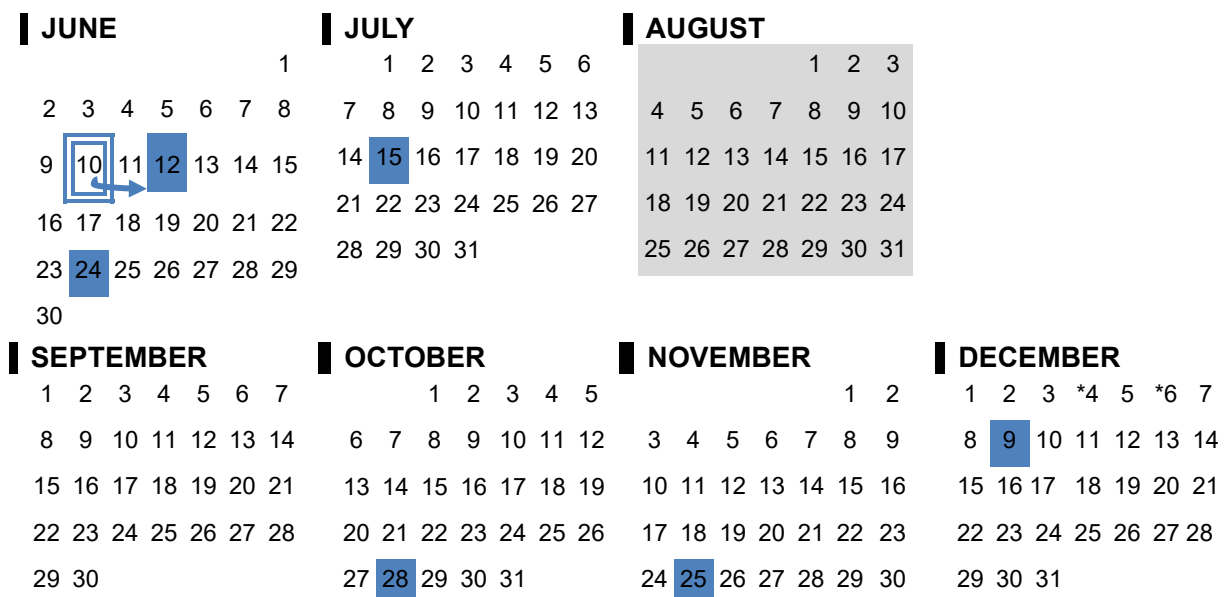 JUNE
1
2 3 4 5 6 7 8
9 10 11 12 13 14 15
16 17 18 19 20 21 22
23 24 25 26 27 28 29
30
JULY
1 2 3 4 5 6
7 8 9 10 11 12 13
14 15 16 17 18 19 20
21 22 23 24 25 26 27
28 29 30 31
AUGUST
1 2 3
4 5 6 7 8 9 10
11 12 13 14 15 16 17
18 19 20 21 22 23 24
25 26 27 28 29 30 31
SEPTEMBER
1 2 3 4 5 6 7
8 9 10 11 12 13 14
15 16 17 18 19 20 21
22 23 24 25 26 27 28
29 30
OCTOBER
1 2 3 4 5
6 7 8 9 10 11 12
13 14 15 16 17 18 19
20 21 22 23 24 25 26
27 28 29 30 31
NOVEMBER
1 2
3 4 5 6 7 8 9
10 11 12 13 14 15 16
17 18 19 20 21 22 23
24 25 26 27 28 29 30
DECEMBER
1 2 3 *4 5 *6 7
8 9 10 11 12 13 14
15 16 17 18 19 20 21
22 23 24 25 26 27 28
29 30 31